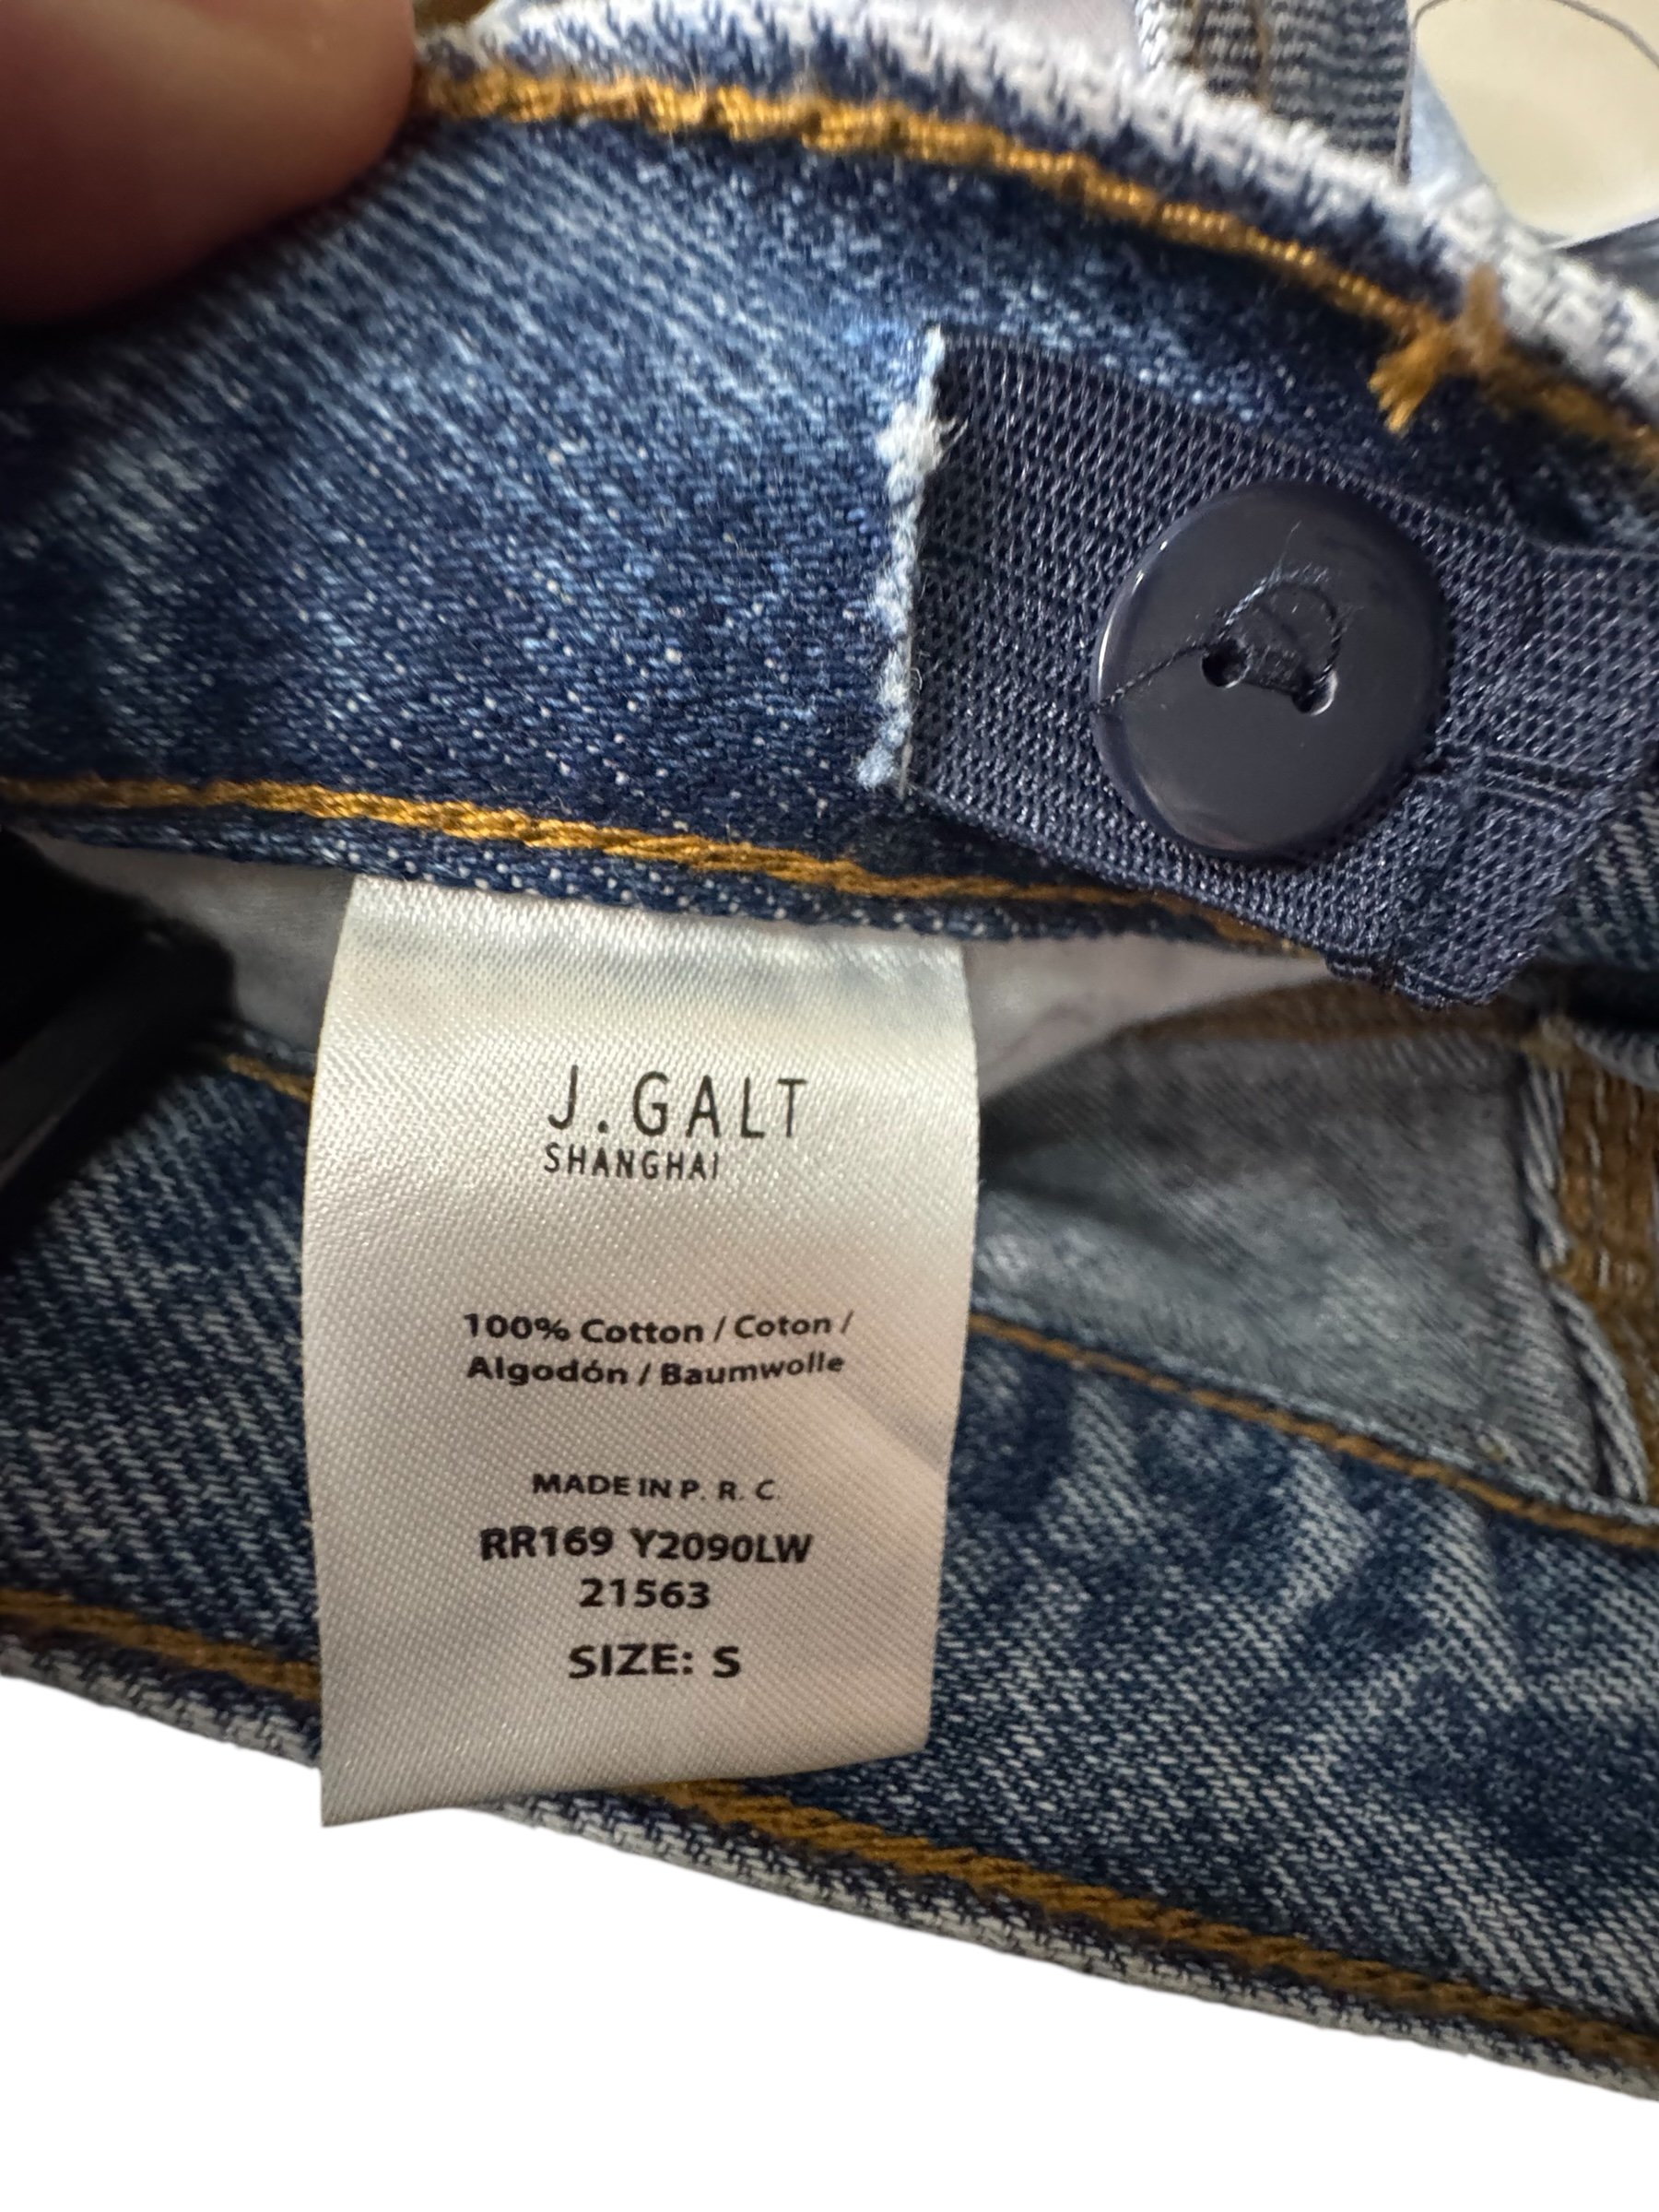 J.GALT
SHANGHAI
100% Cotton / Coton /
Algodón / Baumwolle
MADE IN P. R. C.
RR169 Y2090LW
21563
SIZE: S